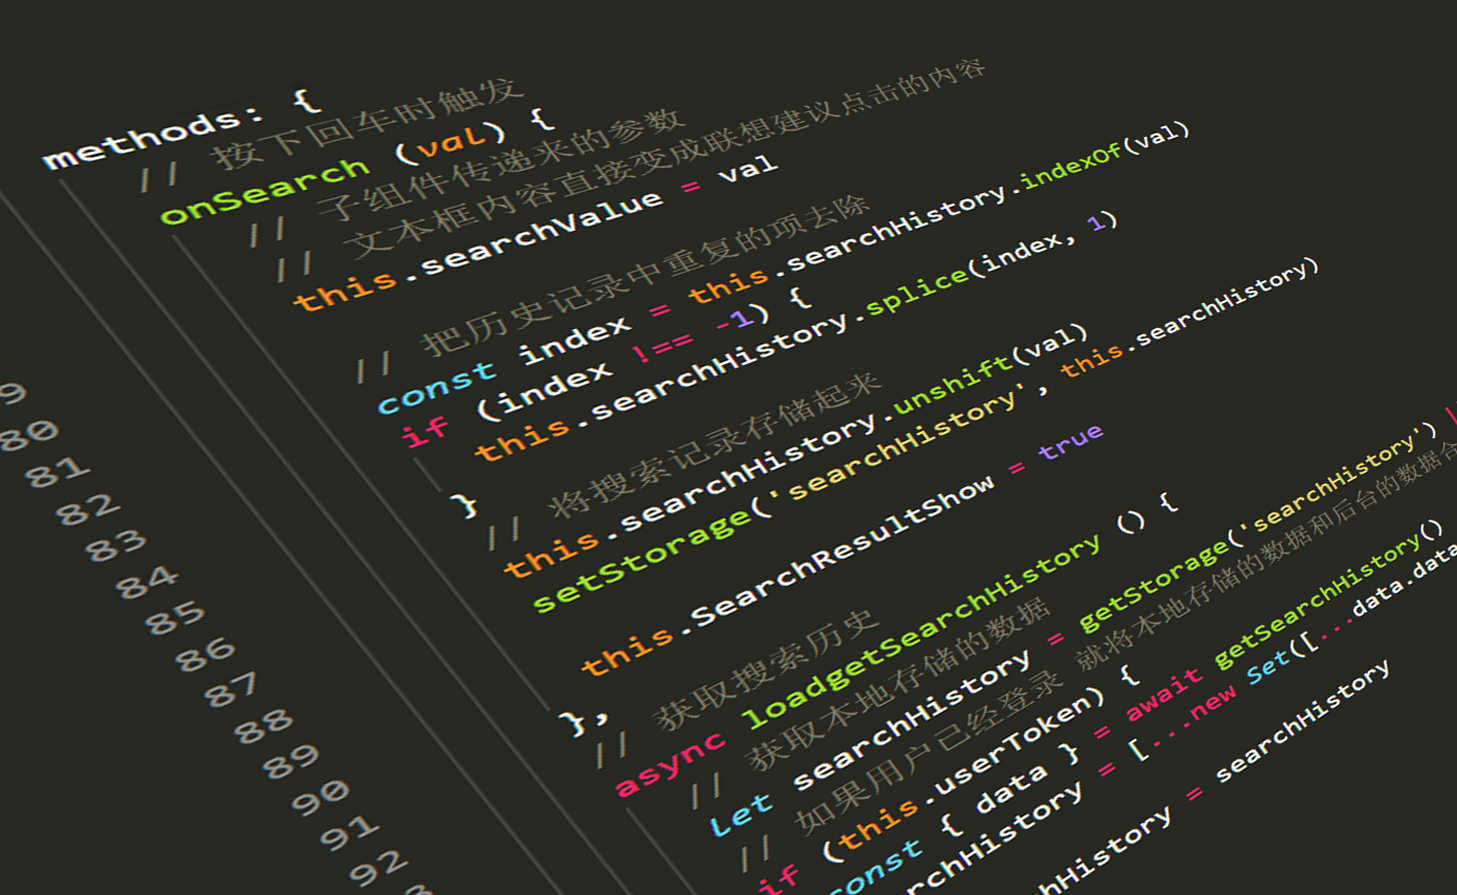 methods: {
// 按下回车时触发
onSearch (val) {
// 子组件传递来的参数
// 文本框内容直接变成联想建议点击的内容
this.searchValue = val
// 把历史记录中重复的项去除
const index = this.searchHistory.indexOf(val)
if (index !== -1) {
this.searchHistory.splice(index, 1)
}
// 将搜索记录存储起来
this.searchHistory.unshift(val)
setStorage('searchHistory', this.searchHistory)
this.SearchResultShow = true
},
// 获取搜索历史
async loadgetSearchHistory () {
// 获取本地存储的数据
let searchHistory = getStorage('searchHistory') |
// 如果用户已经登录 就将本地存储的数据和后台的数据合
if (this.userToken) {
const { data } = await getSearchHistory()
archHistory = [...new Set([...data.data
hHistory = searchHistory
9
80
81
82
83
84
85
86
87
88
89
90
91
92